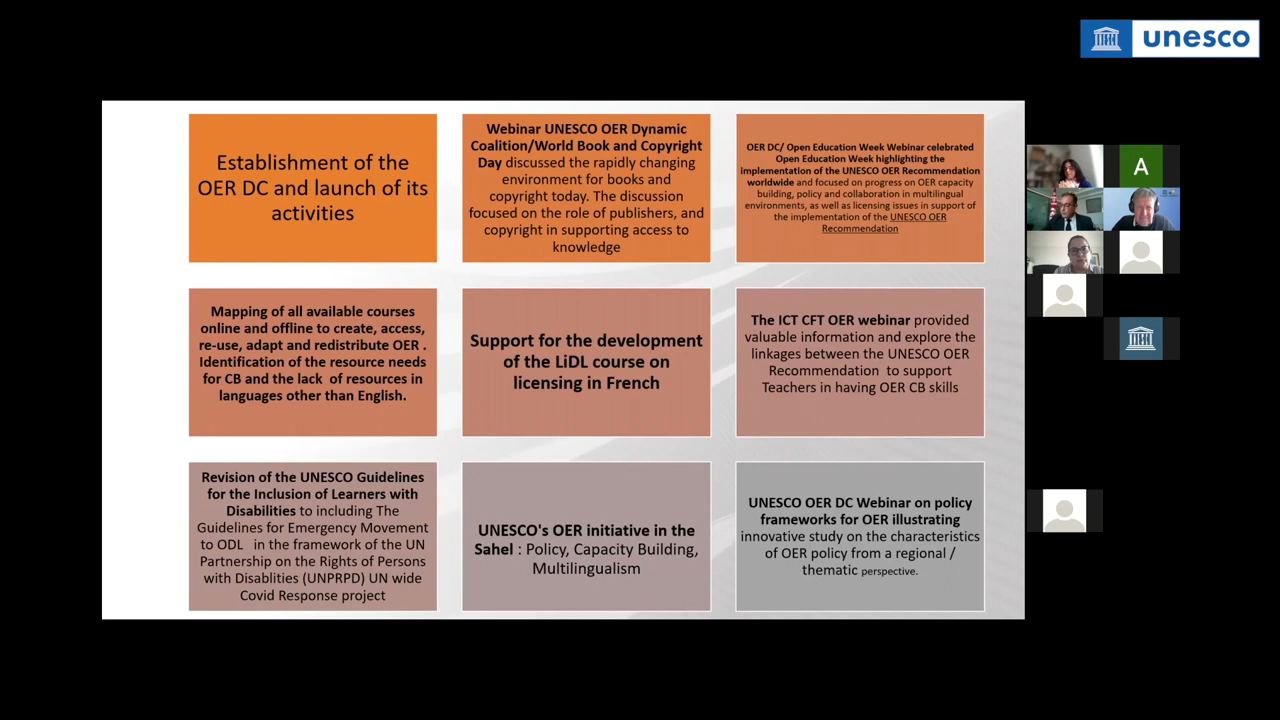 unesco
Establishment of the
OER DC and launch of its
activities
Webinar UNESCO OER Dynamic
Coalition/World Book and Copyright
Day discussed the rapidly changing
environment for books and
copyright today. The discussion
focused on the role of publishers, and
copyright in supporting access to
knowledge
OER DC/ Open Education Week Webinar celebrated
Open Education Week highlighting the
implementation of the UNESCO OER Recommendation
worldwide and focused on progress on OER capacity
building, policy and collaboration in multilingual
environments, as well as licensing issues in support of
the implementation of the UNESCO OER
Recommendation
A
Mapping of all available courses
online and offline to create, access,
re-use, adapt and redistribute OER .
Identification of the resource needs
for CB and the lack of resources in
languages other than English.
Support for the development
of the LiDL course on
licensing in French
The ICT CFT OER webinar provided
valuable information and explore the
linkages between the UNESCO OER
Recommendation to support
Teachers in having OER CB skills
Revision of the UNESCO Guidelines
for the Inclusion of Learners with
Disabilities to including The
Guidelines for Emergency Movement
to ODL in the framework of the UN
Partnership on the Rights of Persons
with Disablities (UNPRPD) UN wide
Covid Response project
UNESCO's OER initiative in the
Sahel : Policy, Capacity Building,
Multilingualism
UNESCO OER DC Webinar on policy
frameworks for OER illustrating
innovative study on the characteristics
of OER policy from a regional /
thematic perspective.